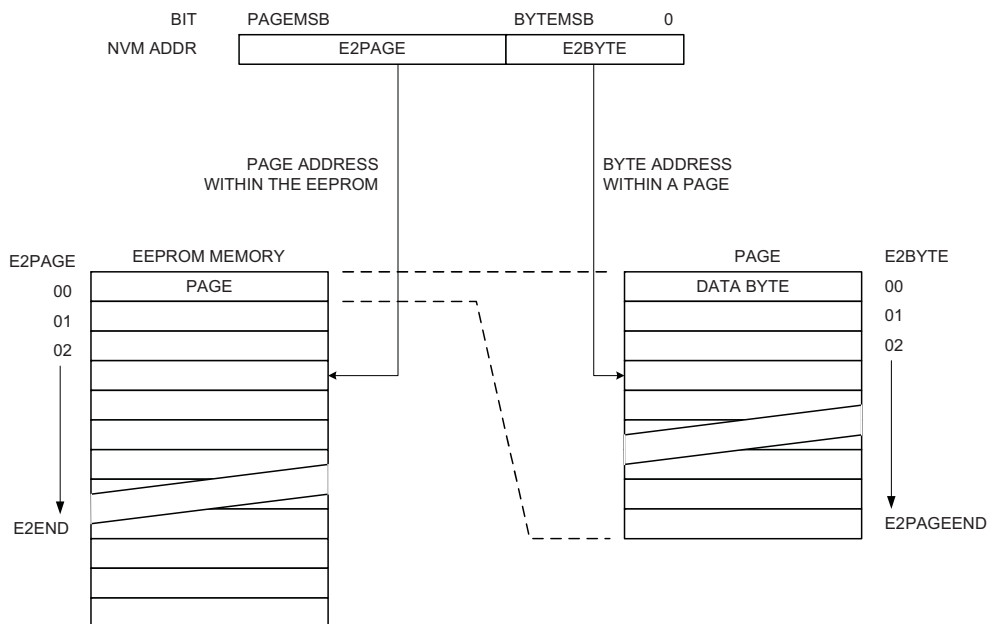 BIT PAGEMSB BYTEMSB 0
NVM ADDR E2PAGE E2BYTE
PAGE ADDRESS
WITHIN THE EEPROM
BYTE ADDRESS
WITHIN A PAGE
E2PAGE EEPROM MEMORY
00 PAGE
01
02
E2END
PAGE E2BYTE
DATA BYTE 00
01
02
E2PAGEEND